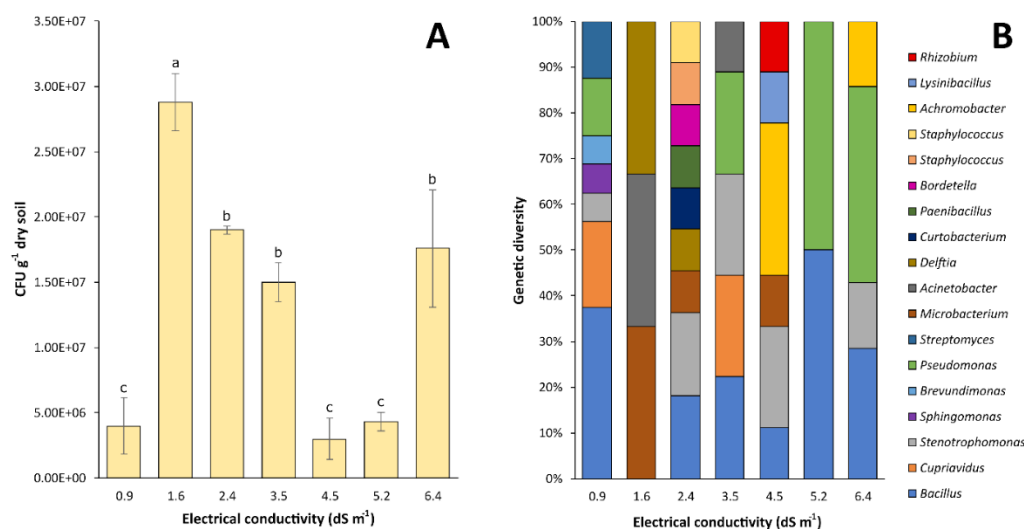 A
3.50E+07
3.00E+07
2.50E+07
2.00E+07
1.50E+07
1.00E+07
5.00E+06
0.00E+00
CFU g-1 dry soil
c
a
b
b
c
c
b
0.9
1.6
2.4
3.5
4.5
5.2
6.4
Electrical conductivity (dS m-1)
B
100%
90%
80%
70%
60%
50%
40%
30%
20%
10%
0%
Genetic diversity
0.9
1.6
2.4
3.5
4.5
5.2
6.4
Electrical conductivity (dS m-1)
Rhizobium
Lysinibacillus
Achromobacter
Staphylococcus
Staphylococcus
Bordetella
Paenibacillus
Curtobacterium
Delftia
Acinetobacter
Microbacterium
Streptomyces
Pseudomonas
Brevundimonas
Sphingomonas
Stenotrophomonas
Cupriavidus
Bacillus